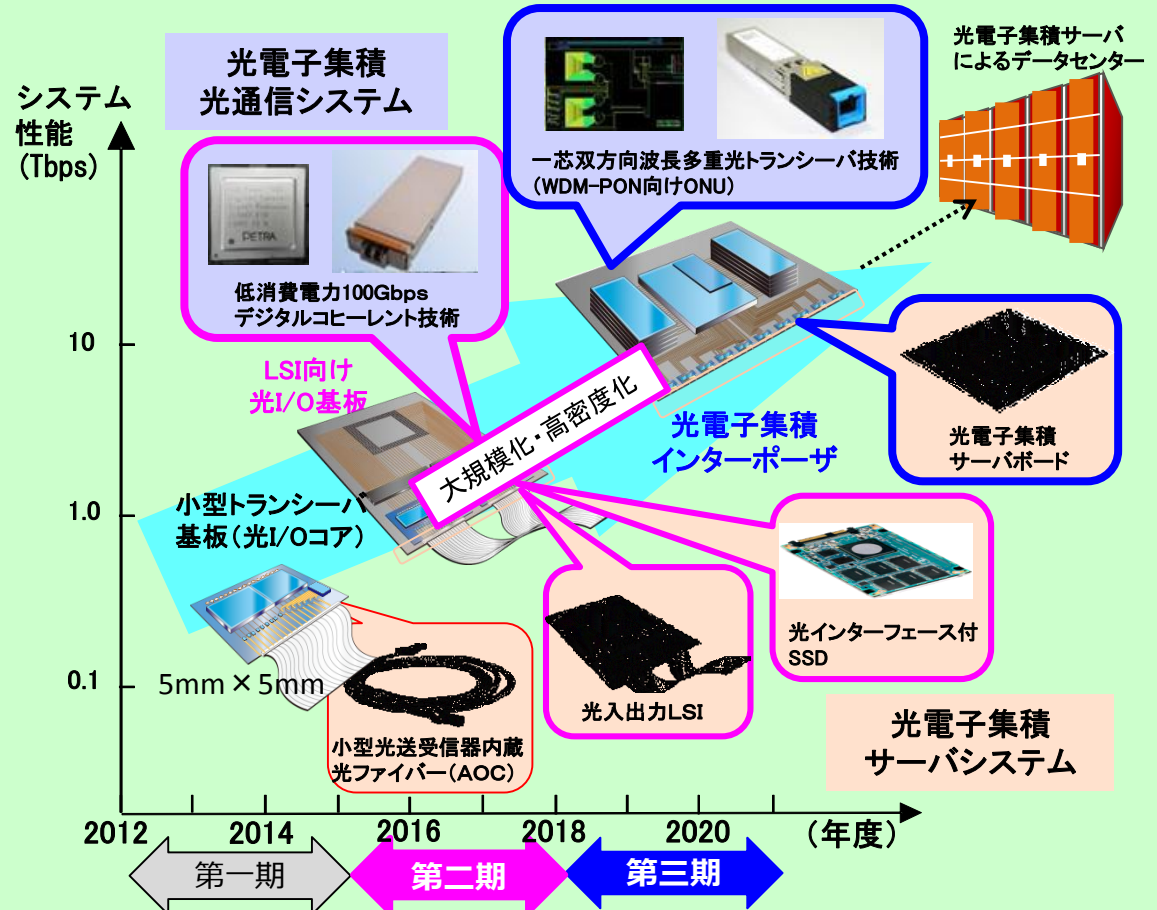 光電子集積
光通信システム
システム
性能
(Tbps)
光電子集積サーバ
によるデータセンター
一芯双方向波長多重光トランシーバ技術
(WDM-PON向けONU)
PETRA
低消費電力100Gbps
デジタルコヒーレント技術
10
LSI向け
光I/O基板
大規模化・高密度化
光電子集積
インターポーザ
光電子集積
サーバボード
1.0
小型トランシーバ
基板(光I/Oコア)
光インターフェース付
SSD
0.1
5mm×5mm
光入出力LSI
小型光送受信器内蔵
光ファイバー(AOC)
光電子集積
サーバシステム
2012
2014
2016
2018
2020
(年度)
第一期
第二期
第三期